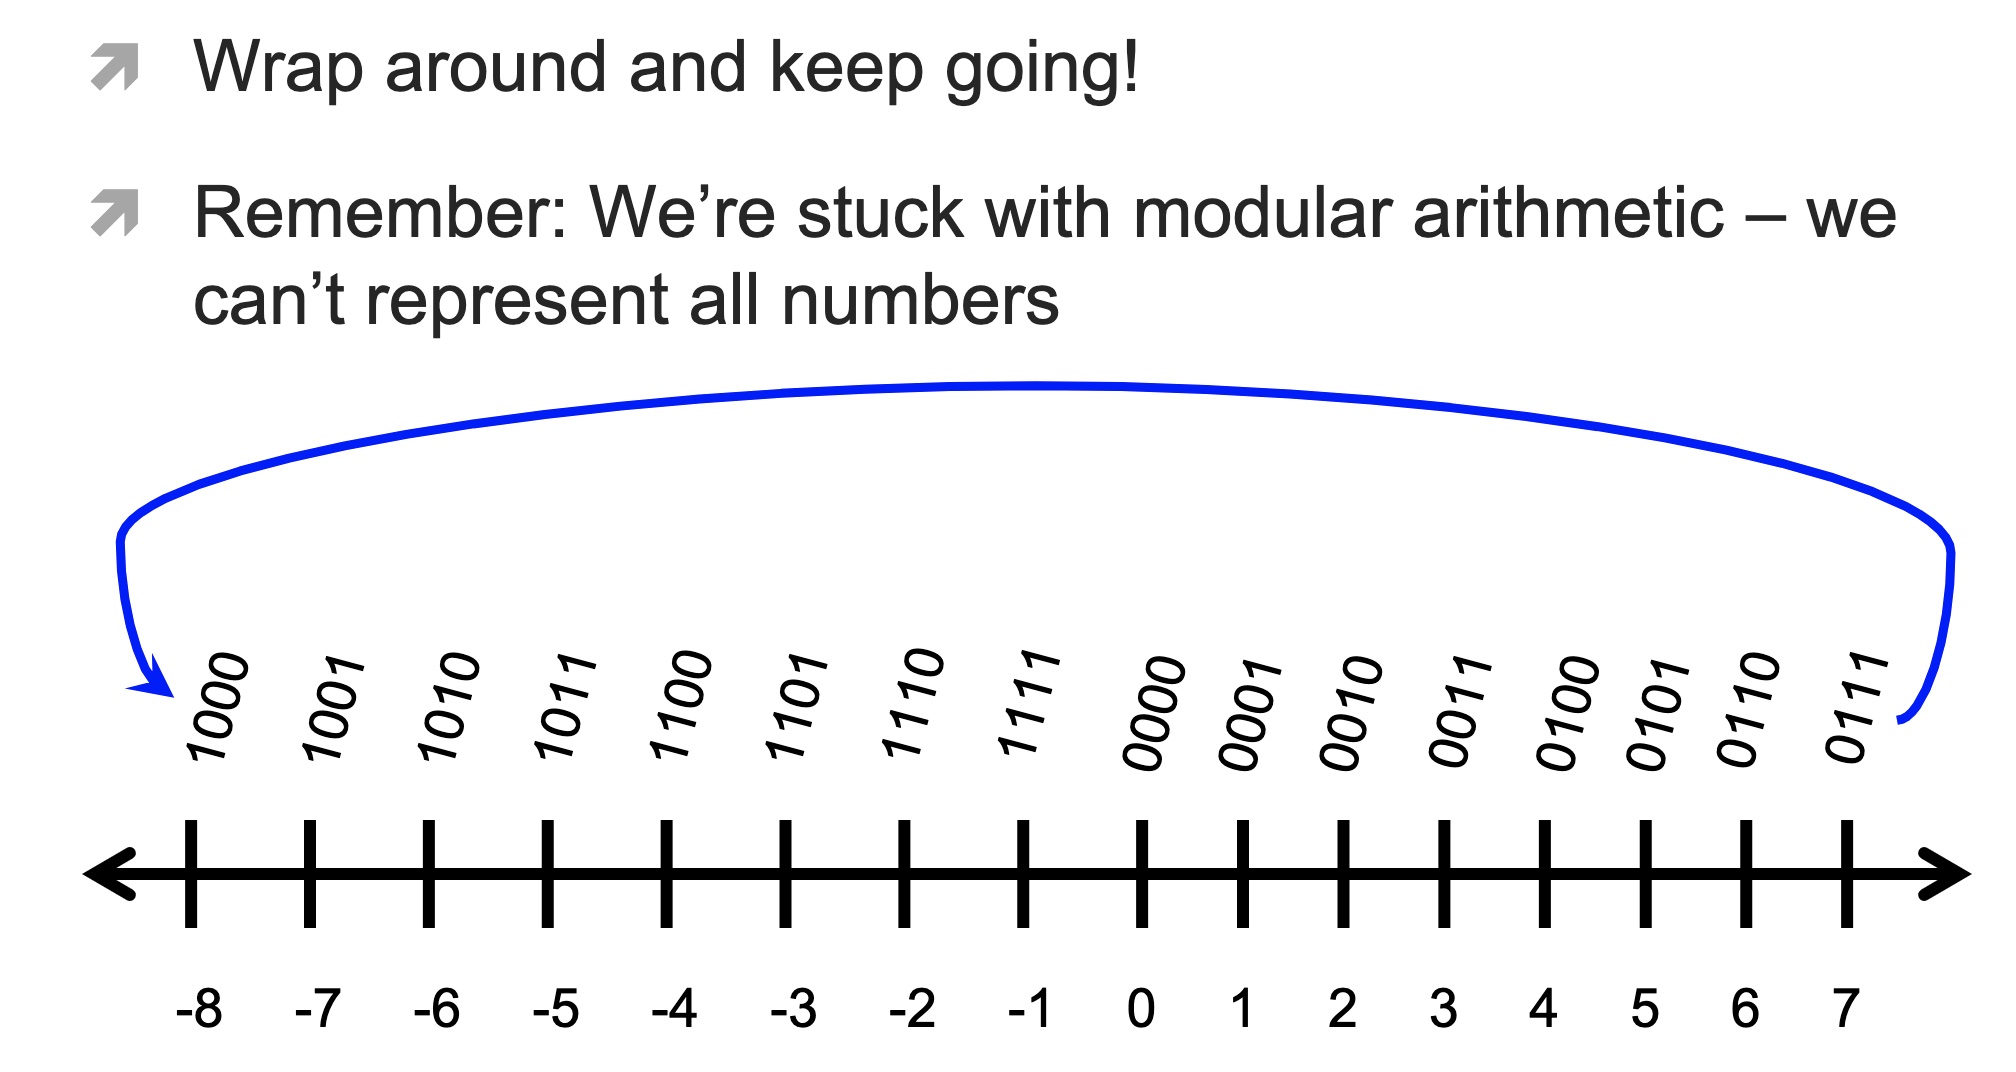 Wrap around and keep going!
Remember: We’re stuck with modular arithmetic – we
can’t represent all numbers
1000 1001 1010 1011 1100 1101 1110 1111 0000 0001 0010 0011 0100 0101 0110 0111
-8 -7 -6 -5 -4 -3 -2 -1 0 1 2 3 4 5 6 7